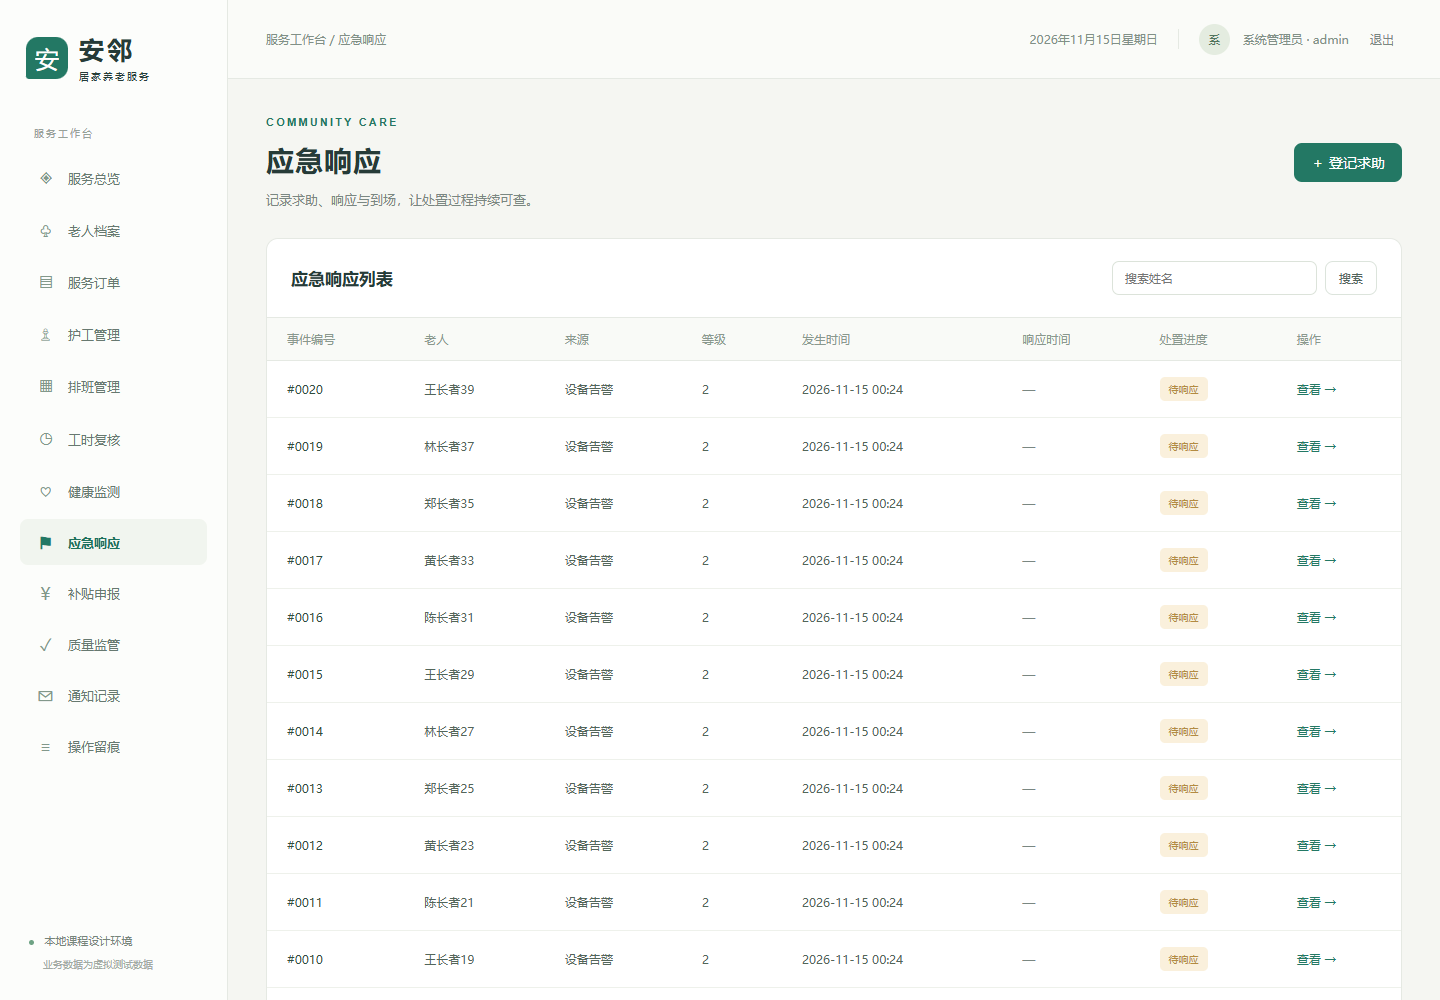 安
安邻
居家养老服务
服务工作台
服务总览
老人档案
服务订单
护工管理
排班管理
工时复核
健康监测
应急响应
¥ 补贴申报
质量监管
通知记录
操作留痕
本地课程设计环境
业务数据为虚拟测试数据
服务工作台 / 应急响应
2026年11月15日星期日
系
系统管理员 · admin
退出
COMMUNITY CARE
应急响应
记录求助、响应与到场，让处置过程持续可查。
+ 登记求助
应急响应列表
搜索姓名
搜索
事件编号 老人 来源 等级 发生时间 响应时间 处置进度 操作
#0020 王长者39 设备告警 2 2026-11-15 00:24 — 待响应 查看 →
#0019 林长者37 设备告警 2 2026-11-15 00:24 — 待响应 查看 →
#0018 郑长者35 设备告警 2 2026-11-15 00:24 — 待响应 查看 →
#0017 黄长者33 设备告警 2 2026-11-15 00:24 — 待响应 查看 →
#0016 陈长者31 设备告警 2 2026-11-15 00:24 — 待响应 查看 →
#0015 王长者29 设备告警 2 2026-11-15 00:24 — 待响应 查看 →
#0014 林长者27 设备告警 2 2026-11-15 00:24 — 待响应 查看 →
#0013 郑长者25 设备告警 2 2026-11-15 00:24 — 待响应 查看 →
#0012 黄长者23 设备告警 2 2026-11-15 00:24 — 待响应 查看 →
#0011 陈长者21 设备告警 2 2026-11-15 00:24 — 待响应 查看 →
#0010 王长者19 设备告警 2 2026-11-15 00:24 — 待响应 查看 →